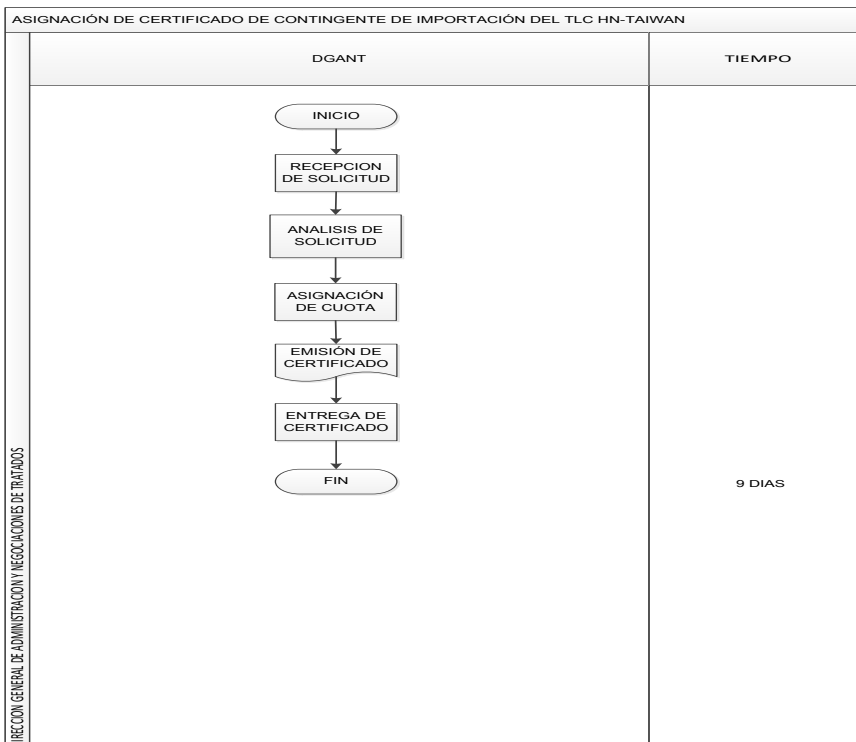 ASIGNACIÓN DE CERTIFICADO DE CONTINGENTE DE IMPORTACIÓN DEL TLC HN-TAIWAN
DGANT
TIEMPO
INICIO
RECEPCION
DE SOLICITUD
ANALISIS DE
SOLICITUD
ASIGNACIÓN
DE CUOTA
EMISIÓN DE
CERTIFICADO
ENTREGA DE
CERTIFICADO
FIN
9 DIAS
IRECCION GENERAL DE ADMINISTRACION Y NEGOCIACIONES DE TRATADOS